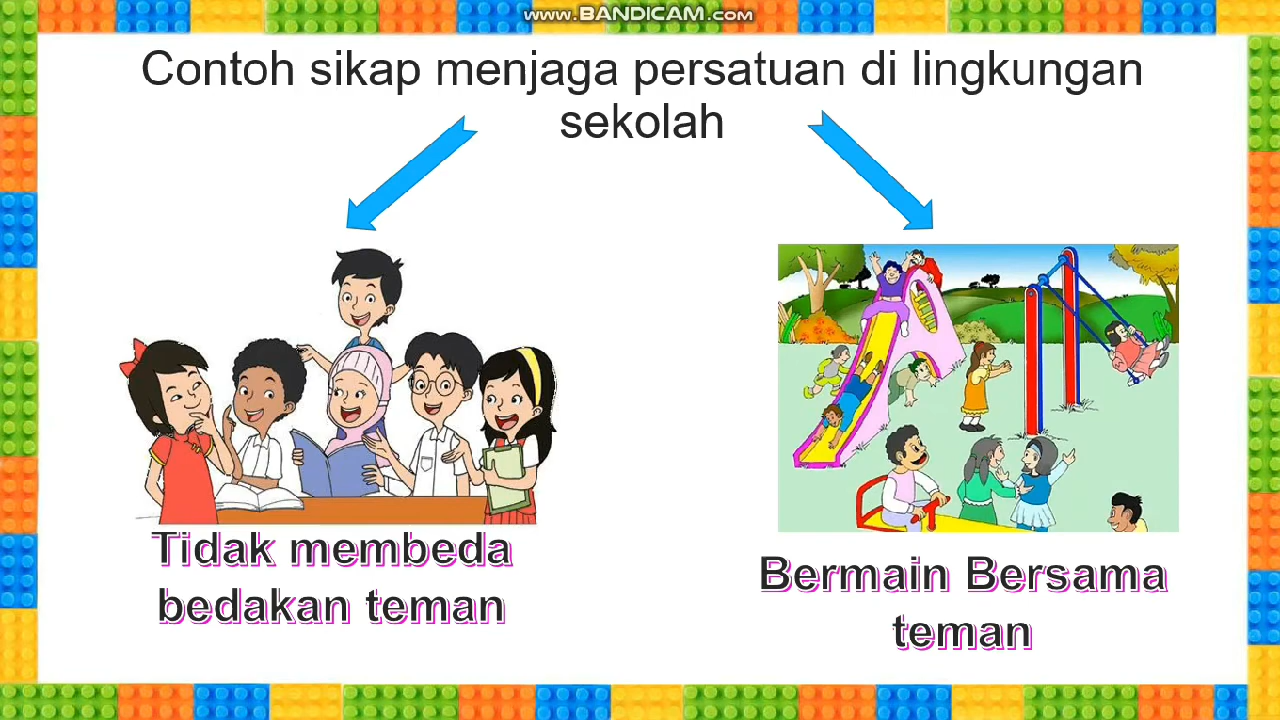 www.BANDICAM.com
Contoh sikap menjaga persatuan di lingkungan
sekolah
Tidak membeda
bedakan teman
Bermain Bersama
teman